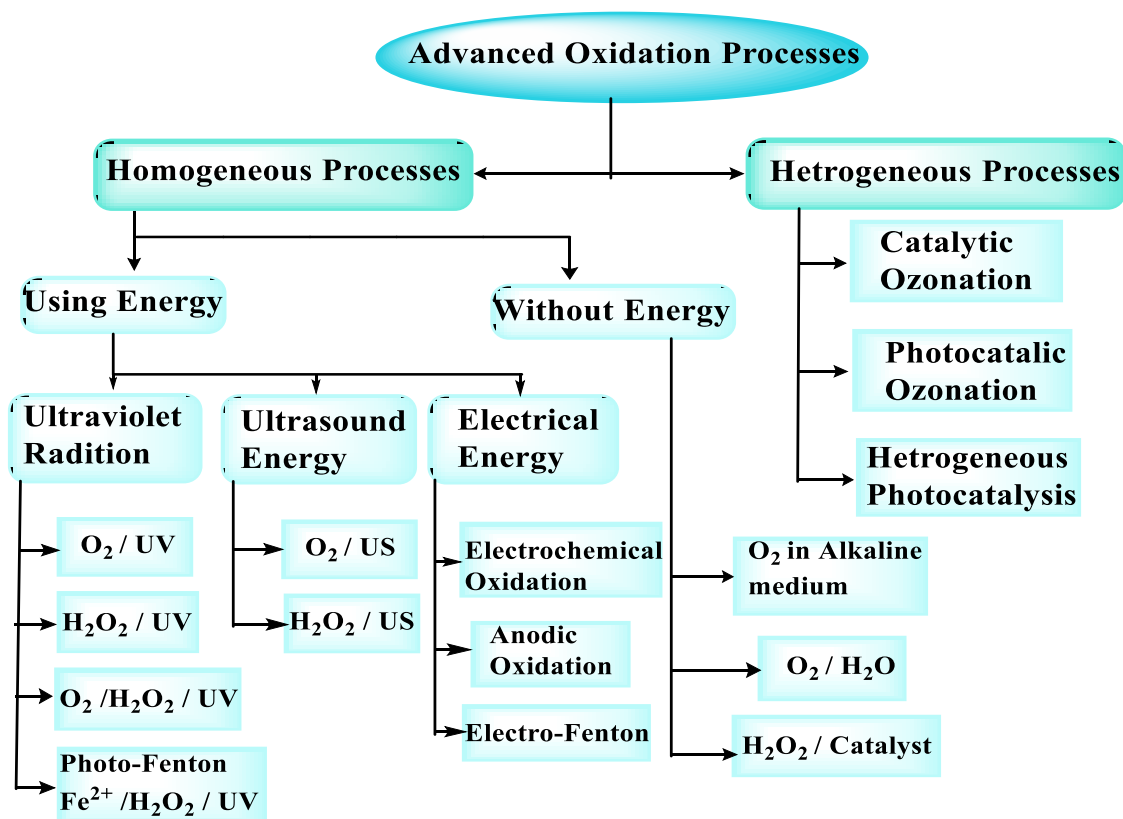 Advanced Oxidation Processes
Homogeneous Processes
Hetrogeneous Processes
Catalytic
Ozonation
Photocatalic
Ozonation
Hetrogeneous
Photocatalysis
Using Energy
Without Energy
Ultraviolet
Radition
Ultrasound
Energy
Electrical
Energy
O₂ / UV
H₂O₂ / UV
O₂ /H₂O₂ / UV
Photo-Fenton
Fe²⁺ /H₂O₂ / UV
O₂ / US
H₂O₂ / US
Electrochemical
Oxidation
Anodic
Oxidation
Electro-Fenton
O₂ in Alkaline
medium
O₂ / H₂O
H₂O₂ / Catalyst